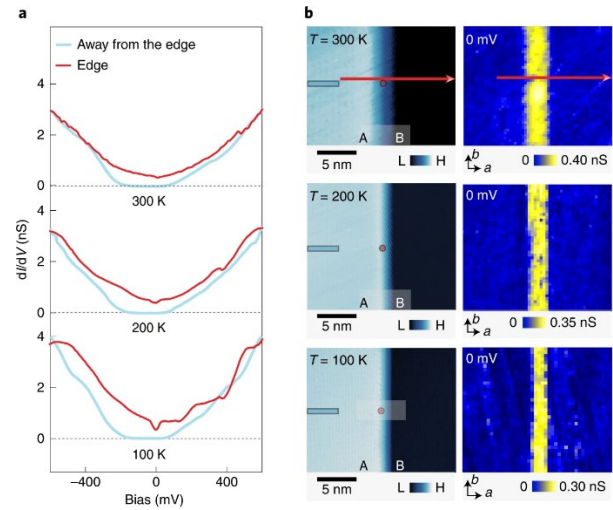 a
Away from the edge
Edge
4
2
0
300 K
4
2
0
200 K
4
2
0
100 K
dI/dV (nS)
−400
0
400
Bias (mV)
b
T = 300 K
A
B
5 nm
L
H
0 mV
b
a
0
0.40 nS
T = 200 K
A
B
5 nm
L
H
0 mV
b
a
0
0.35 nS
T = 100 K
A
B
5 nm
L
H
0 mV
b
a
0
0.30 nS